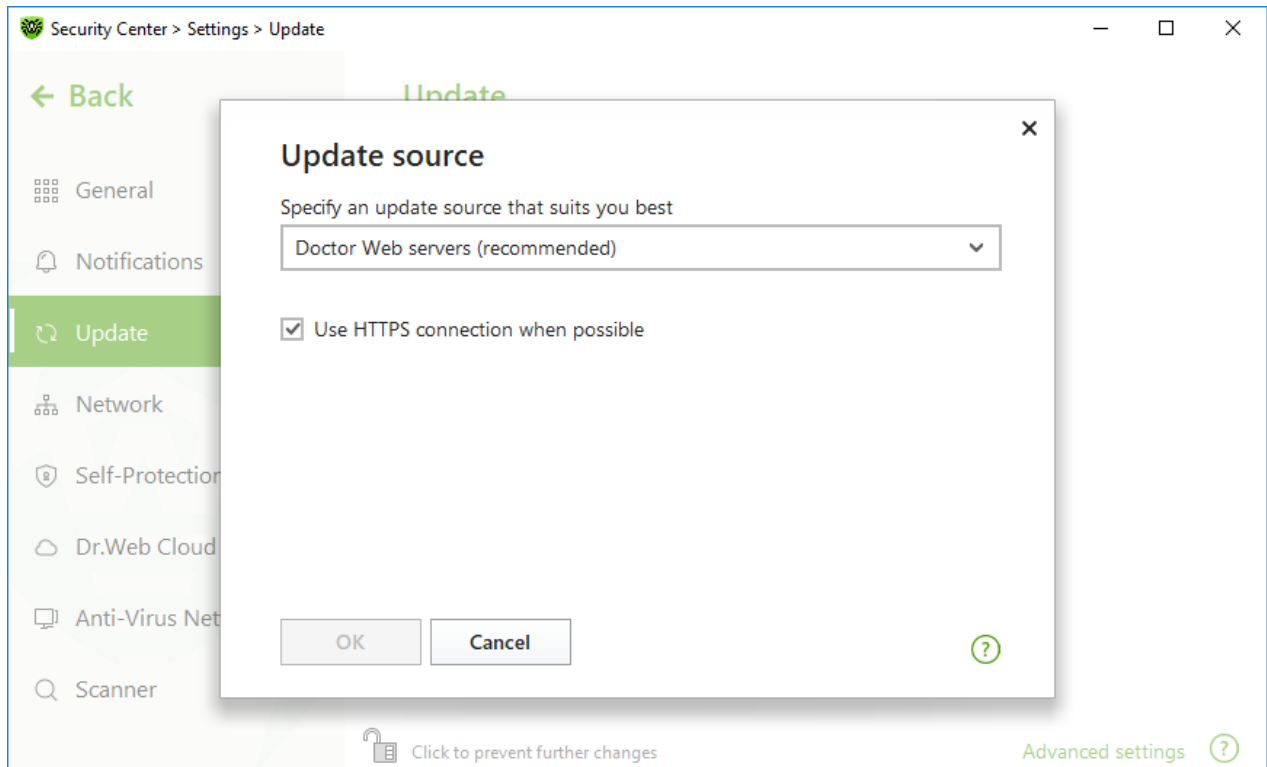 Security Center > Settings > Update
Back
Update
General
Notifications
Update
Network
Self-Protection
Dr.Web Cloud
Anti-Virus Net
Scanner
Update source
Specify an update source that suits you best
Doctor Web servers (recommended)
Use HTTPS connection when possible
OK
Cancel
?
Click to prevent further changes
Advanced settings
?